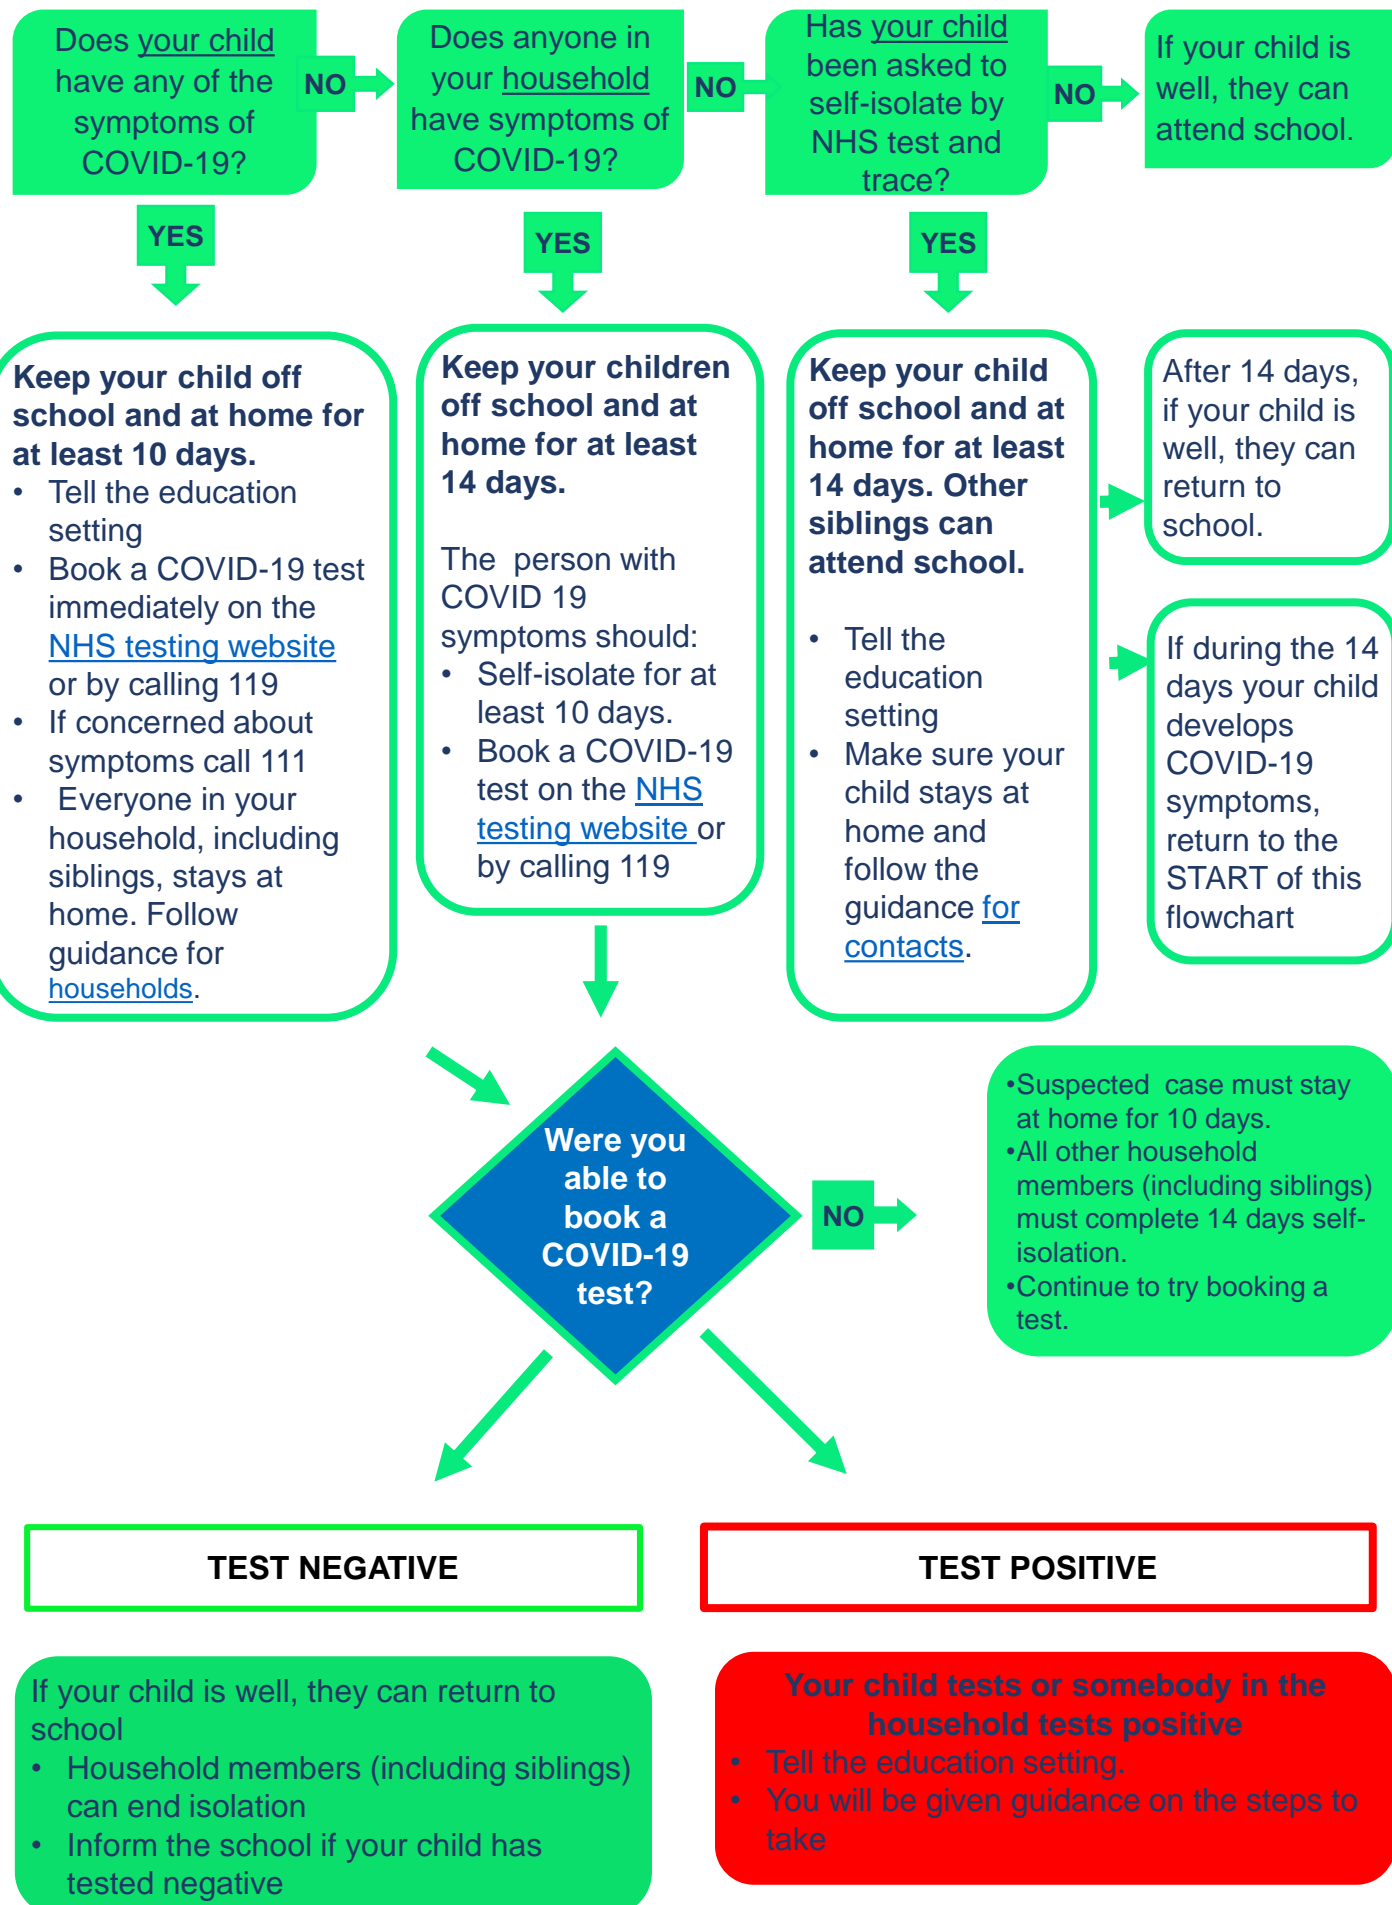 Does your child
have any of the
symptoms of
COVID-19?
NO
Does anyone in
your household
have symptoms of
COVID-19?
NO
Has your child
been asked to
self-isolate by
NHS test and
trace?
NO
If your child is
well, they can
attend school.
YES
YES
YES
Keep your child off
school and at home for
at least 10 days.
• Tell the education
setting
• Book a COVID-19 test
immediately on the
NHS testing website
or by calling 119
• If concerned about
symptoms call 111
• Everyone in your
household, including
siblings, stays at
home. Follow
guidance for
households.
Keep your children
off school and at
home for at least
14 days.
The person with
COVID 19
symptoms should:
• Self-isolate for at
least 10 days.
• Book a COVID-19
test on the NHS
testing website or
by calling 119
Keep your child
off school and at
home for at least
14 days. Other
siblings can
attend school.
• Tell the
education
setting
• Make sure your
child stays at
home and
follow the
guidance for
contacts.
After 14 days,
if your child is
well, they can
return to
school.
If during the 14
days your child
develops
COVID-19
symptoms,
return to the
START of this
flowchart
Were you
able to
book a
COVID-19
test?
NO
•Suspected case must stay
at home for 10 days.
•All other household
members (including siblings)
must complete 14 days self-
isolation.
•Continue to try booking a
test.
TEST NEGATIVE
TEST POSITIVE
If your child is well, they can return to
school
• Household members (including siblings)
can end isolation
• Inform the school if your child has
tested negative
Your child tests or somebody in the
household tests positive
• Tell the education setting.
• You will be given guidance on the steps to
take